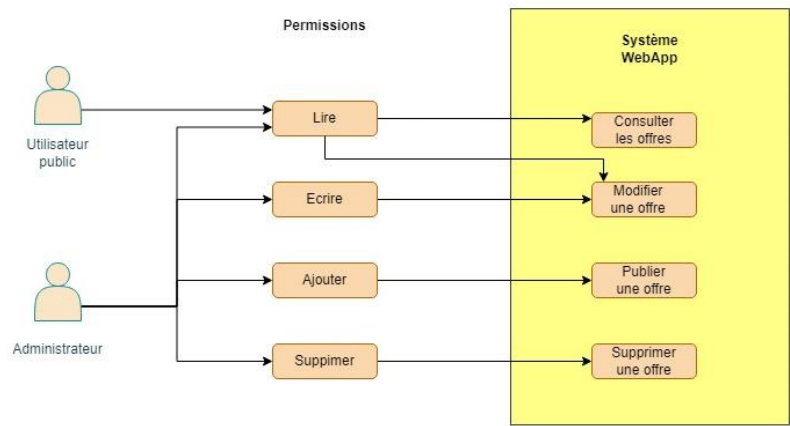 Permissions
Système
WebApp
Utilisateur
public
Lire
Consulter
les offres
Ecrire
Modifier
une offre
Administrateur
Ajouter
Publier
une offre
Suppimer
Supprimer
une offre